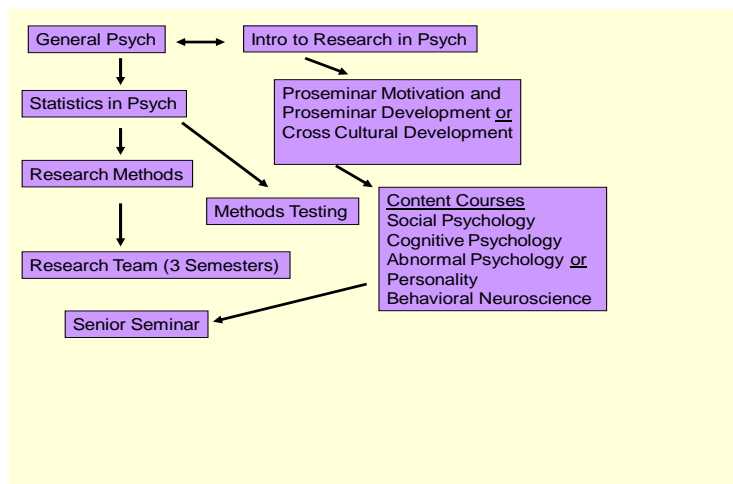 General Psych
Intro to Research in Psych
Statistics in Psych
Proseminar Motivation and
Proseminar Development or
Cross Cultural Development
Research Methods
Methods Testing
Content Courses
Social Psychology
Cognitive Psychology
Abnormal Psychology or
Personality
Behavioral Neuroscience
Research Team (3 Semesters)
Senior Seminar